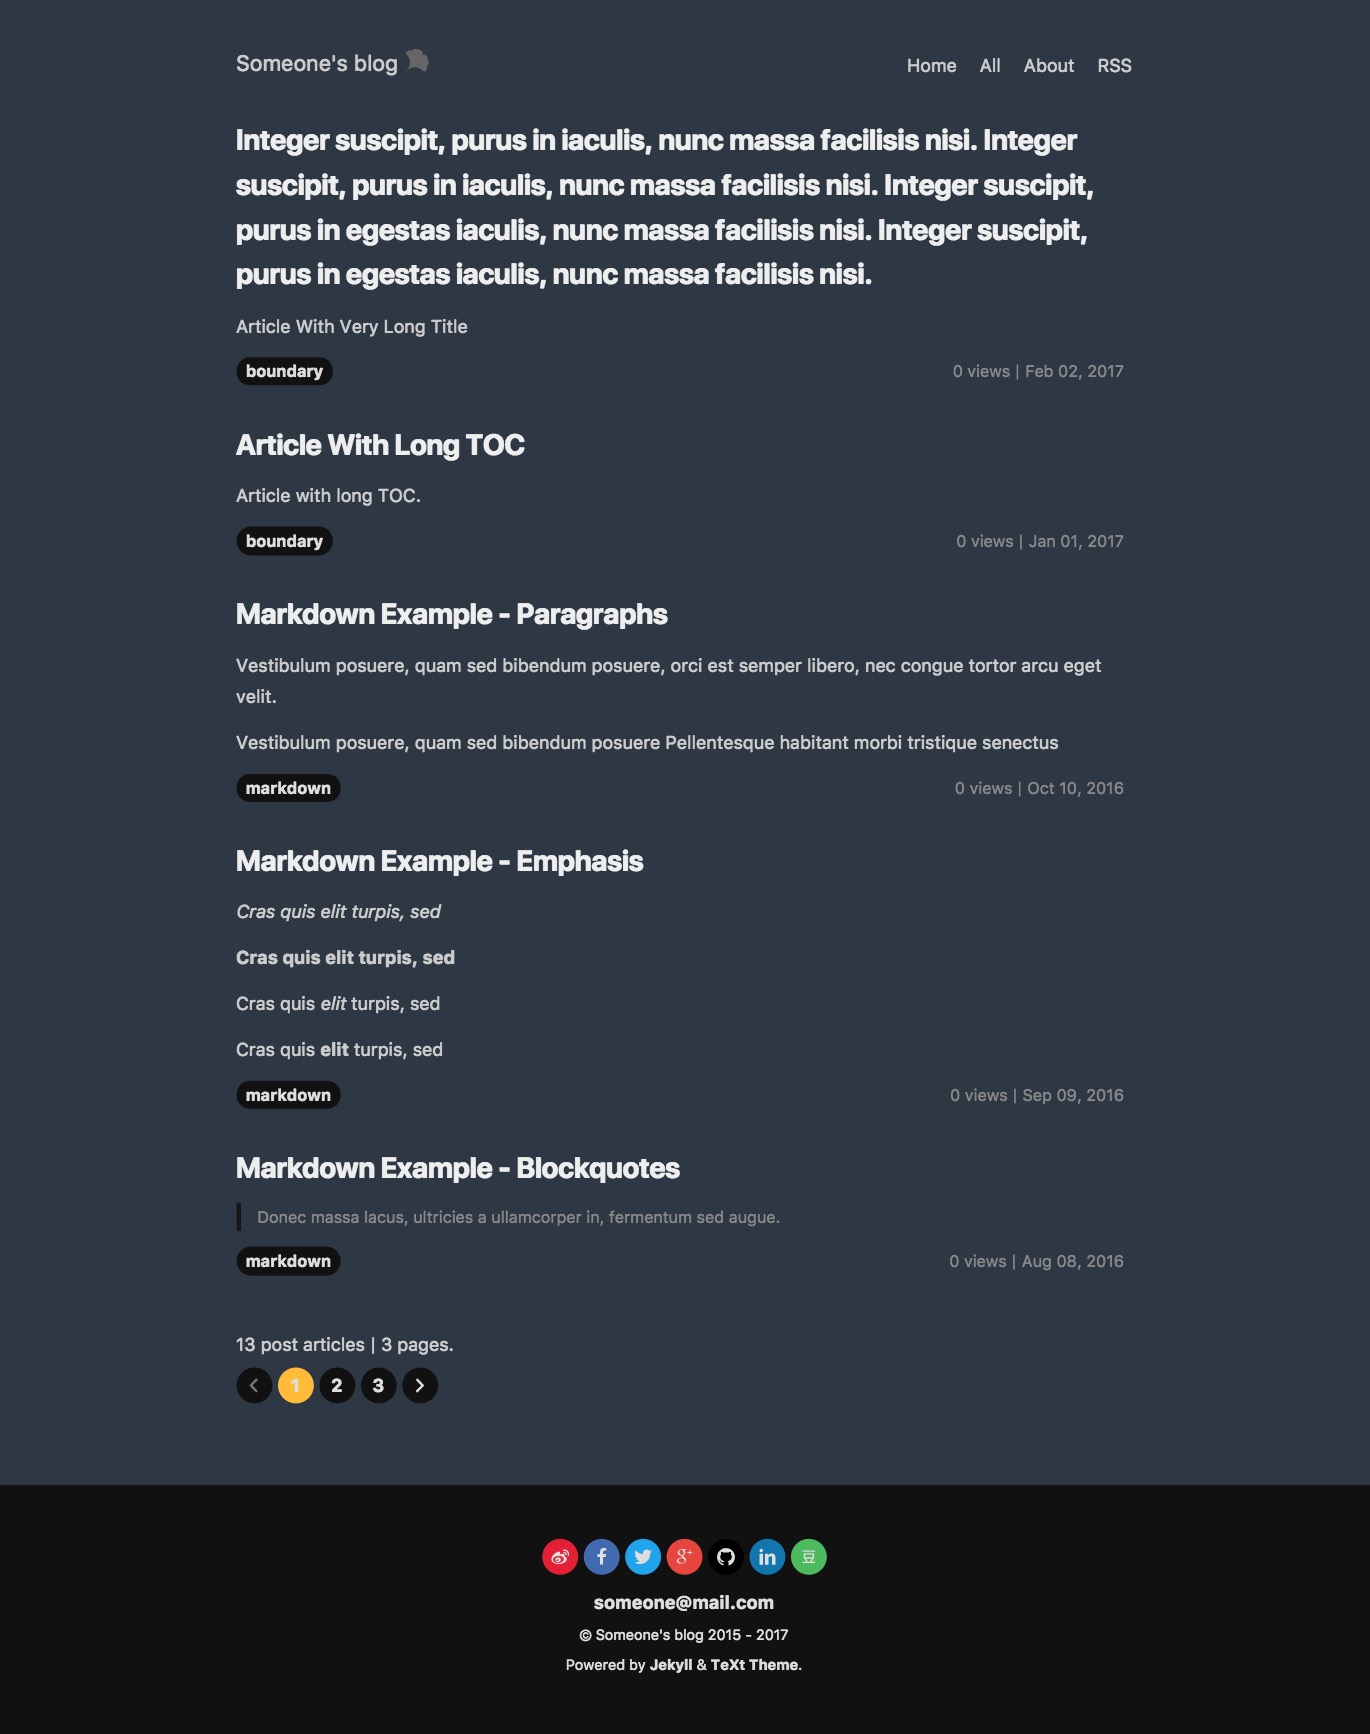 Someone's blog
Home All About RSS
Integer suscipit, purus in iaculis, nunc massa facilisis nisi. Integer
suscipit, purus in iaculis, nunc massa facilisis nisi. Integer suscipit,
purus in egestas iaculis, nunc massa facilisis nisi. Integer suscipit,
purus in egestas iaculis, nunc massa facilisis nisi.
Article With Very Long Title
boundary 0 views | Feb 02, 2017
Article With Long TOC
Article with long TOC.
boundary 0 views | Jan 01, 2017
Markdown Example - Paragraphs
Vestibulum posuere, quam sed bibendum posuere, orci est semper libero, nec congue tortor arcu eget
velit.
Vestibulum posuere, quam sed bibendum posuere Pellentesque habitant morbi tristique senectus
markdown 0 views | Oct 10, 2016
Markdown Example - Emphasis
Cras quis elit turpis, sed
Cras quis elit turpis, sed
Cras quis elit turpis, sed
Cras quis elit turpis, sed
markdown 0 views | Sep 09, 2016
Markdown Example - Blockquotes
Donec massa lacus, ultricies a ullamcorper in, fermentum sed augue.
markdown 0 views | Aug 08, 2016
13 post articles | 3 pages.
1 2 3
f g+ in 豆
someone@mail.com
© Someone's blog 2015 - 2017
Powered by Jekyll & TeXt Theme.